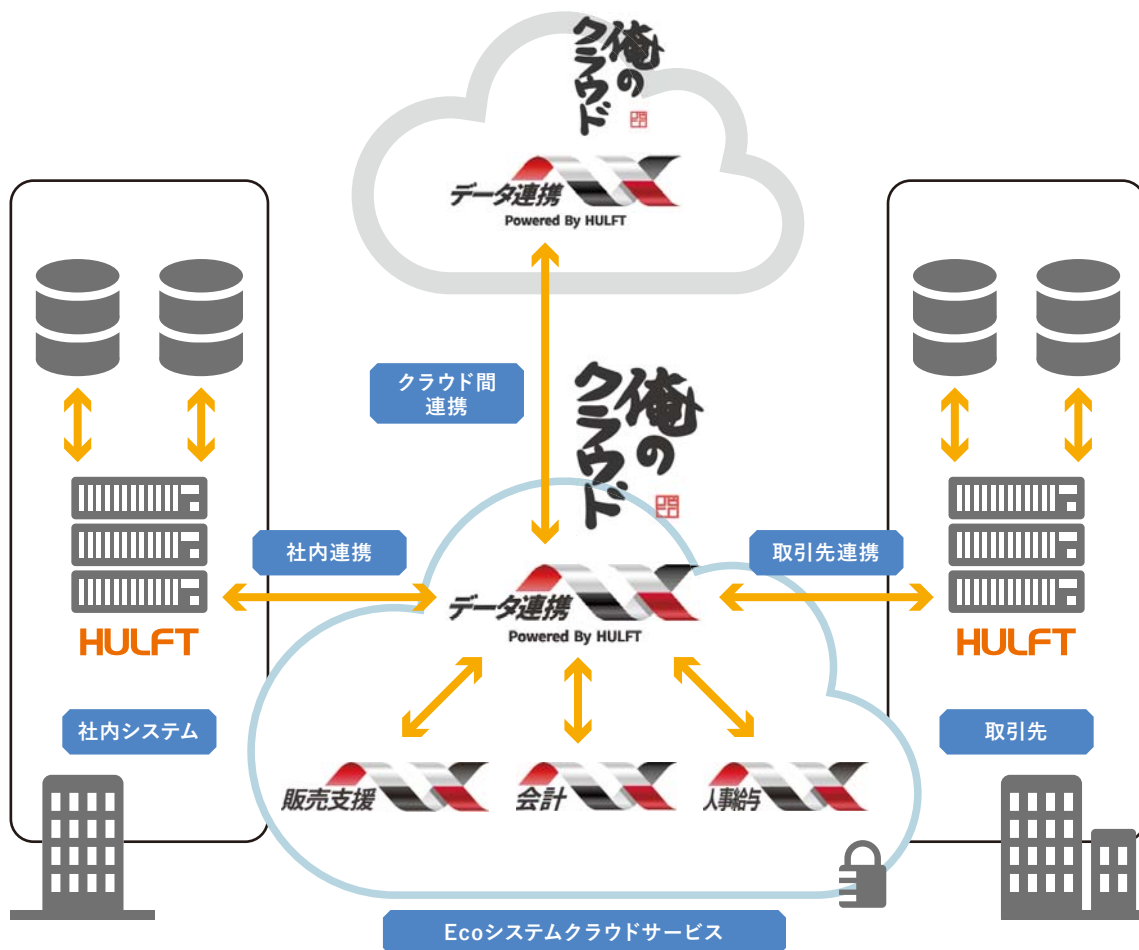 俺の
クラウド
データ連携
Powered By HULFT
クラウド間
連携
俺の
クラウド
社内連携
取引先連携
データ連携
Powered By HULFT
HULFT
HULFT
社内システム
取引先
販売支援
会計
人事給与
Ecoシステムクラウドサービス